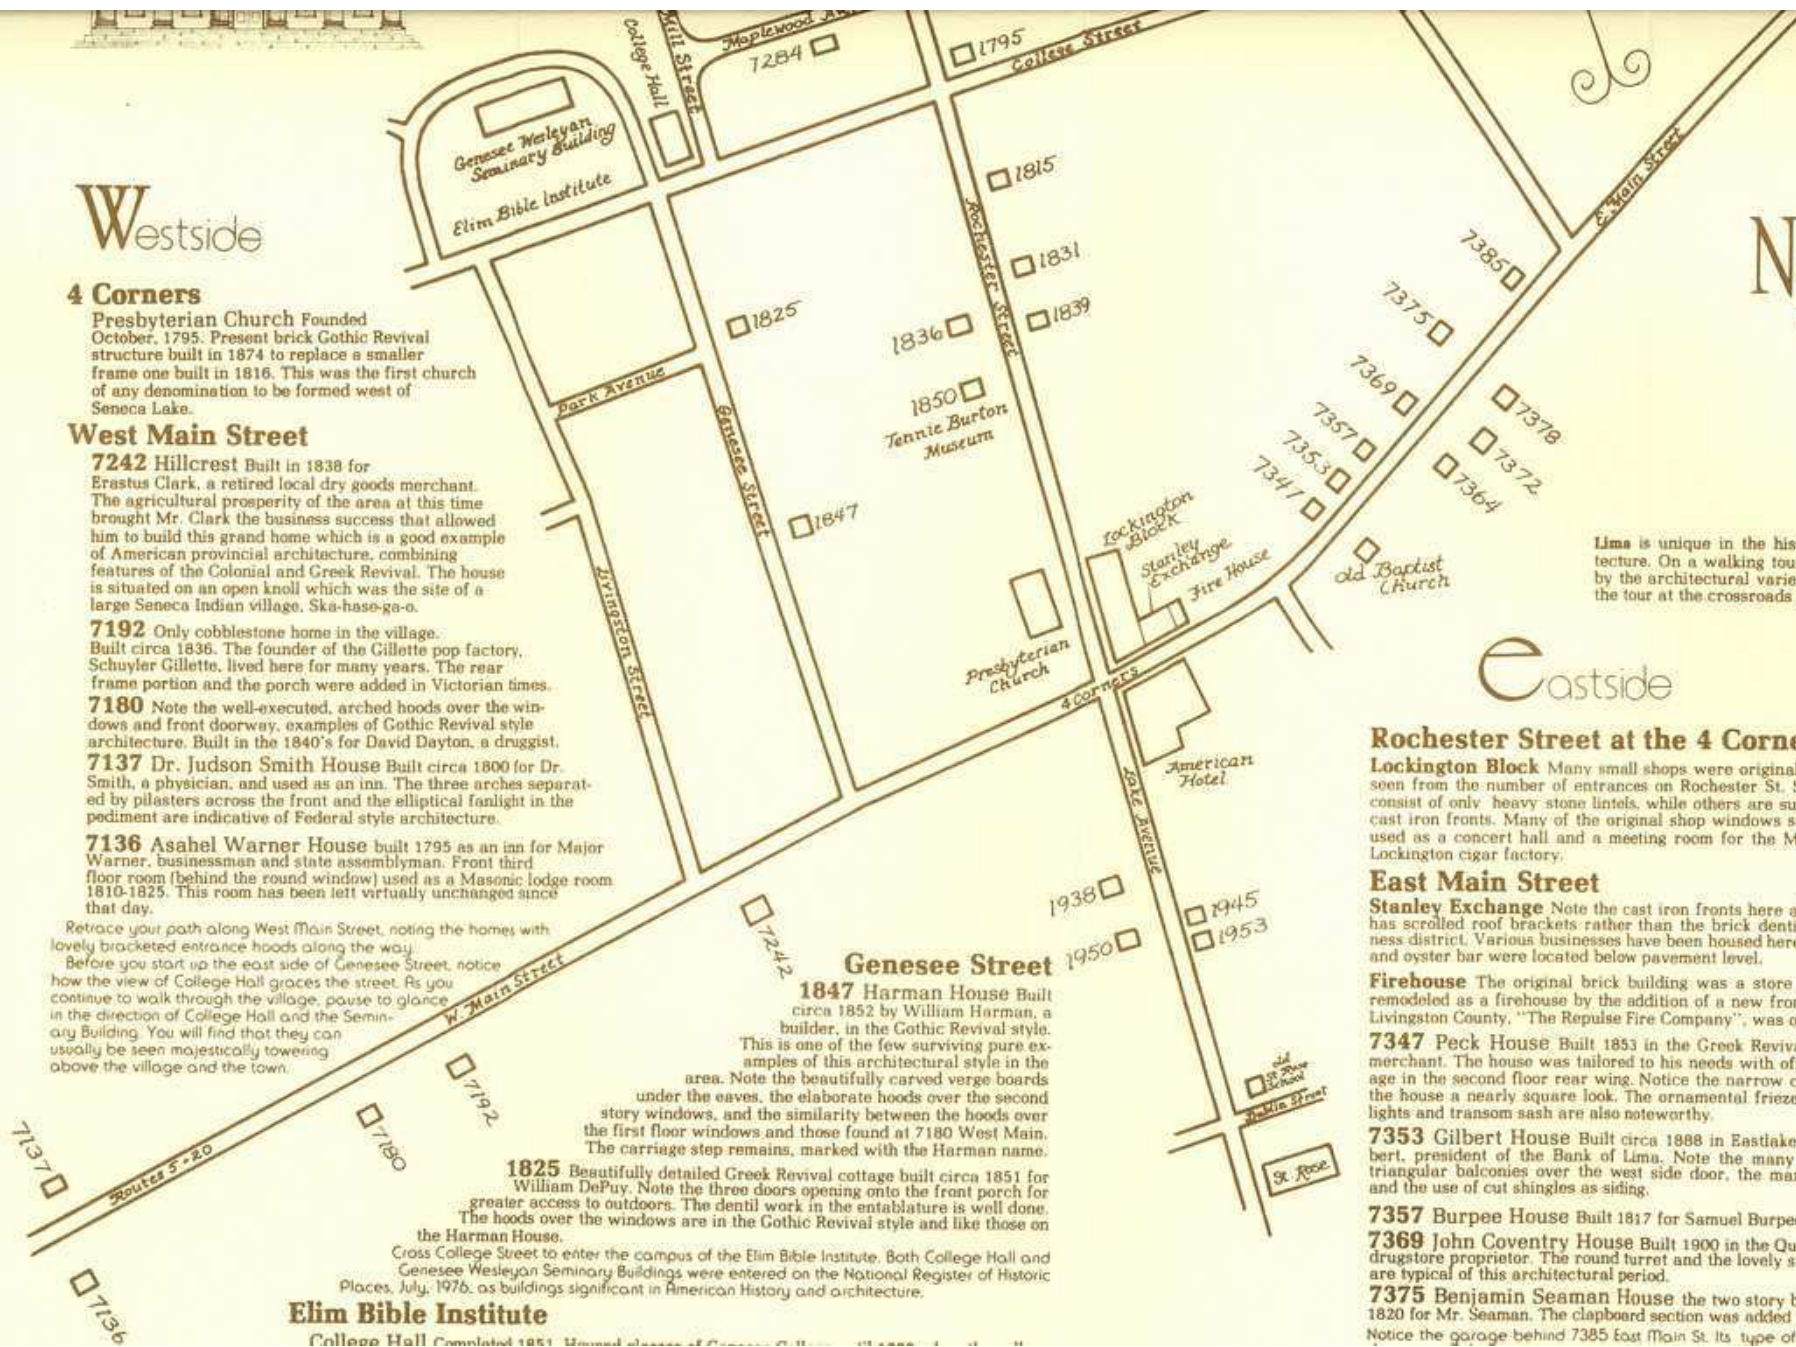 Westside
4 Corners
Presbyterian Church Founded
October, 1795. Present brick Gothic Revival
structure built in 1874 to replace a smaller
frame one built in 1816. This was the first church
of any denomination to be formed west of
Seneca Lake.
West Main Street
7242 Hillcrest Built in 1838 for
Erastus Clark, a retired local dry goods merchant.
The agricultural prosperity of the area at this time
brought Mr. Clark the business success that allowed
him to build this grand home which is a good example
of American provincial architecture, combining
features of the Colonial and Greek Revival. The house
is situated on an open knoll which was the site of a
large Seneca Indian village, Ska-hase-ga-o.
7192 Only cobblestone home in the village.
Built circa 1836. The founder of the Gillette pop factory,
Schuyler Gillette, lived here for many years. The rear
frame portion and the porch were added in Victorian times.
7180 Note the well-executed, arched hoods over the win-
dows and front doorway, examples of Gothic Revival style
architecture. Built in the 1840's for David Dayton, a druggist.
7137 Dr. Judson Smith House Built circa 1800 for Dr.
Smith, a physician, and used as an inn. The three arches separat-
ed by pilasters across the front and the elliptical fanlight in the
pediment are indicative of Federal style architecture.
7136 Asahel Warner House built 1795 as an inn for Major
Warner, businessman and state assemblyman. Front third
floor room (behind the round window) used as a Masonic lodge room
1810-1825. This room has been left virtually unchanged since
that day.
Retrace your path along West Main Street, noting the homes with
lovely bracketed entrance hoods along the way.
Before you start up the east side of Genesee Street, notice
how the view of College Hall graces the street. As you
continue to walk through the village, pause to glance
in the direction of College Hall and the Semin-
ary Building. You will find that they can
usually be seen majestically towering
above the village and the town.
Genesee Street
1847 Harman House Built
circa 1852 by William Harman, a
builder, in the Gothic Revival style.
This is one of the few surviving pure ex-
amples of this architectural style in the
area. Note the beautifully carved verge boards
under the eaves, the elaborate hoods over the second
story windows, and the similarity between the hoods over
the first floor windows and those found at 7180 West Main.
The carriage step remains, marked with the Harman name.
1825 Beautifully detailed Greek Revival cottage built circa 1851 for
William DePuy. Note the three doors opening onto the front porch for
greater access to outdoors. The dentil work in the entablature is well done.
The hoods over the windows are in the Gothic Revival style and like those on
the Harman House.
Cross College Street to enter the campus of the Elim Bible Institute. Both College Hall and
Genesee Wesleyan Seminary Buildings were entered on the National Register of Historic
Places, July, 1976, as buildings significant in American History and architecture.
Elim Bible Institute
College Hall Completed 1851.
College Hall
Mill Street
Maplewood
7284
1795
College Street
Genesee Wesleyan
Seminary Building
Elim Bible Institute
1815
Rochester Street
1831
1839
1825
1836
1850
Tennie Burton
Museum
Park Avenue
Genesee Street
1847
Livingston Street
E. Main Street
7385
7375
7369
7357
7353
7347
7378
7372
7364
Lockington
Block
Stanley
Exchange
Fire House
Old Baptist
Church
Presbyterian
Church
4 Corners
American
Hotel
Lake Avenue
1938
1950
1945
1953
7242
W. Main Street
7192
7180
7137
Routes 5-20
7136
Old
St Rose
School
Dublin Street
St. Rose
N
Lima is unique in the his
tecture. On a walking tou
by the architectural varie
the tour at the crossroads
Eastside
Rochester Street at the 4 Corne
Lockington Block Many small shops were original
seen from the number of entrances on Rochester St. S
consist of only heavy stone lintels, while others are su
cast iron fronts. Many of the original shop windows s
used as a concert hall and a meeting room for the M
Lockington cigar factory.
East Main Street
Stanley Exchange Note the cast iron fronts here a
has scrolled roof brackets rather than the brick denti
ness district. Various businesses have been housed here
and oyster bar were located below pavement level.
Firehouse The original brick building was a store
remodeled as a firehouse by the addition of a new fron
Livingston County, "The Repulse Fire Company", was o
7347 Peck House Built 1853 in the Greek Reviva
merchant. The house was tailored to his needs with of
age in the second floor rear wing. Notice the narrow c
the house a nearly square look. The ornamental frieze
lights and transom sash are also noteworthy.
7353 Gilbert House Built circa 1888 in Eastlake
bert, president of the Bank of Lima. Note the many
triangular balconies over the west side door, the ma
and the use of cut shingles as siding.
7357 Burpee House Built 1817 for Samuel Burpe
7369 John Coventry House Built 1900 in the Qu
drugstore proprietor. The round turret and the lovely s
are typical of this architectural period.
7375 Benjamin Seaman House the two story b
1820 for Mr. Seaman. The clapboard section was added
Notice the garage behind 7385 East Main St. Its type of